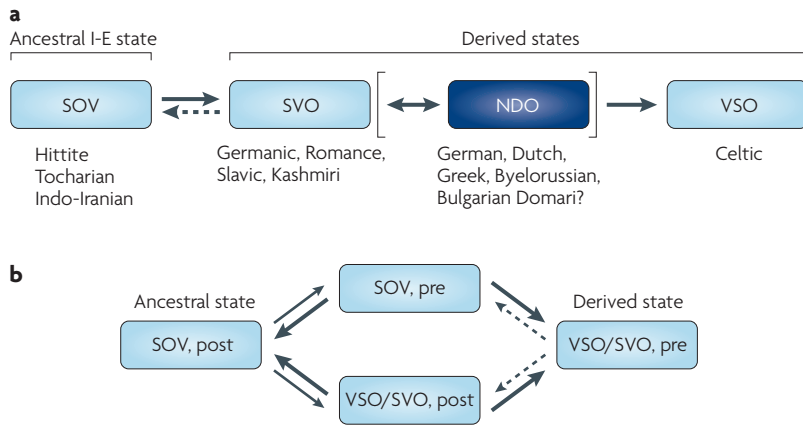 a
Ancestral I-E state
Derived states
SOV
SVO
NDO
VSO
Hittite
Tocharian
Indo-Iranian
Germanic, Romance,
Slavic, Kashmiri
German, Dutch,
Greek, Byelorussian,
Bulgarian Domari?
Celtic
b
SOV, pre
Ancestral state
Derived state
SOV, post
VSO/SVO, pre
VSO/SVO, post